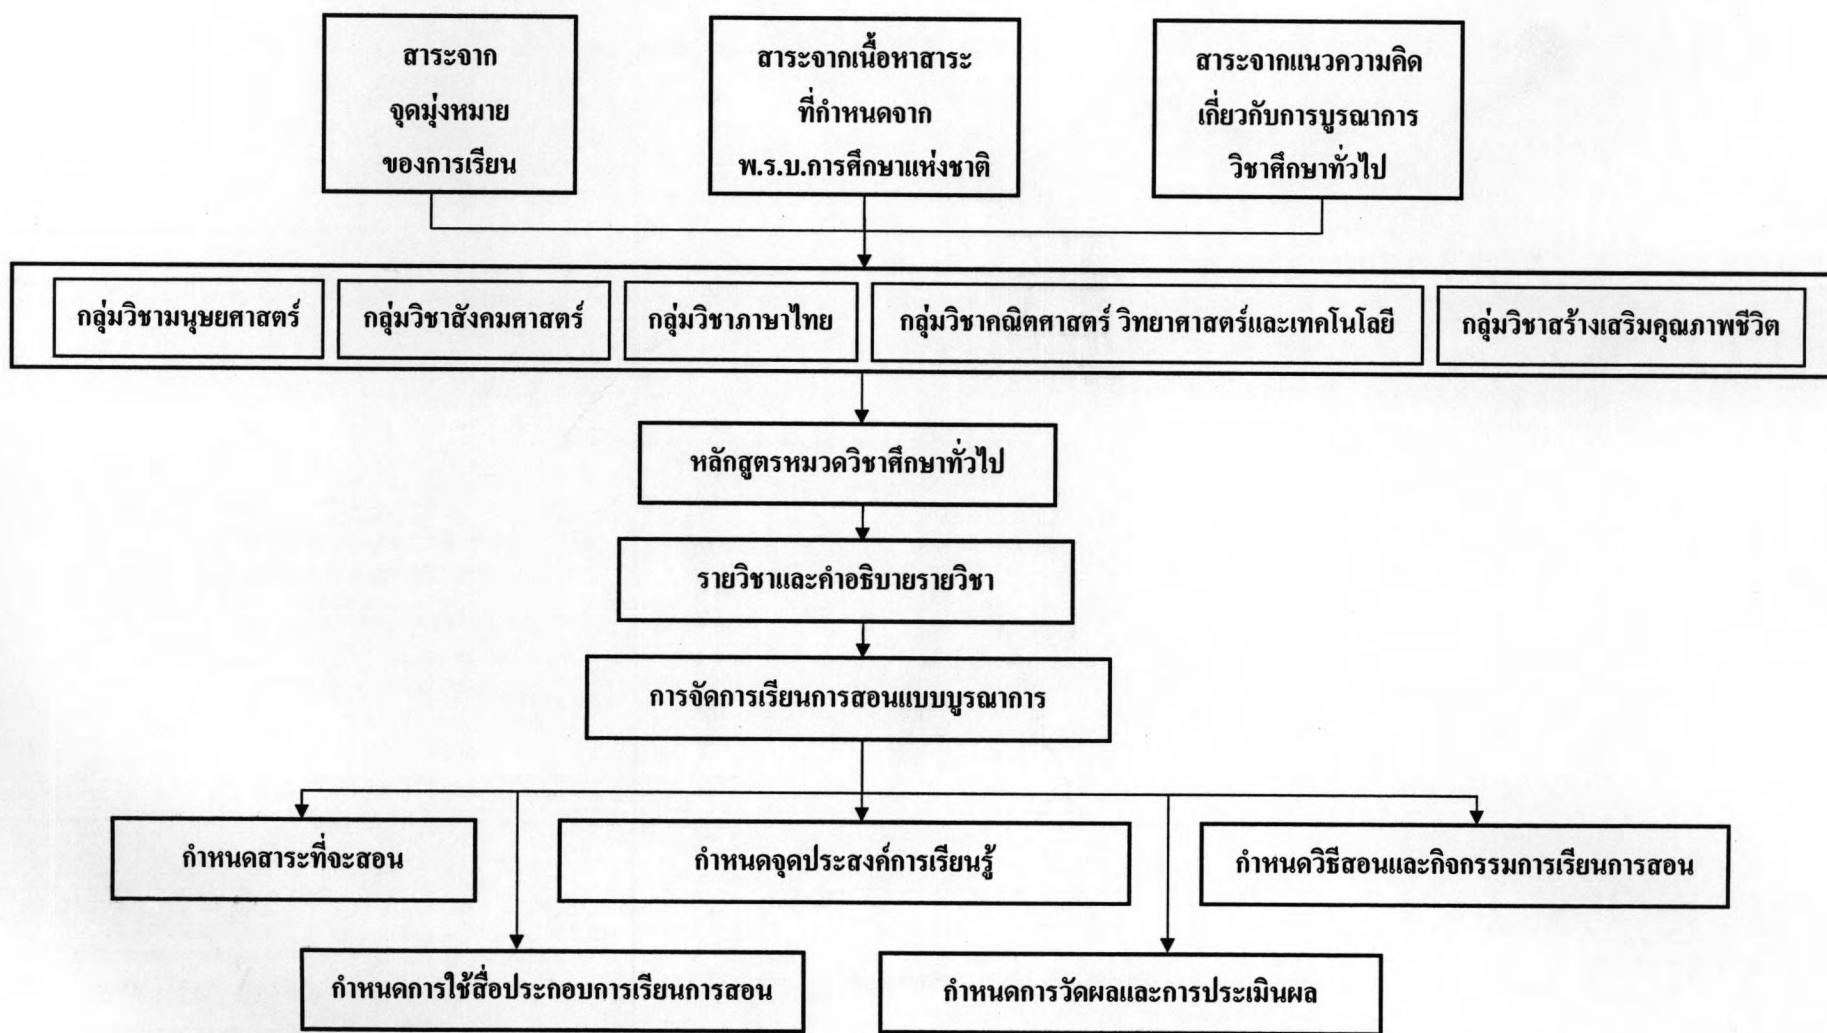 สาระจาก
จุดมุ่งหมาย
ของการเรียน
สาระจากเนื้อหาสาระ
ที่กำหนดจาก
พ.ร.บ.การศึกษาแห่งชาติ
สาระจากแนวความคิด
เกี่ยวกับการบูรณาการ
วิชาศึกษาทั่วไป
กลุ่มวิชามนุษยศาสตร์
กลุ่มวิชาสังคมศาสตร์
กลุ่มวิชาภาษาไทย
กลุ่มวิชาคณิตศาสตร์ วิทยาศาสตร์และเทคโนโลยี
กลุ่มวิชาสร้างเสริมคุณภาพชีวิต
หลักสูตรหมวดวิชาศึกษาทั่วไป
รายวิชาและคำอธิบายรายวิชา
การจัดการเรียนการสอนแบบบูรณาการ
กำหนดสาระที่จะสอน
กำหนดจุดประสงค์การเรียนรู้
กำหนดวิธีสอนและกิจกรรมการเรียนการสอน
กำหนดการใช้สื่อประกอบการเรียนการสอน
กำหนดการวัดผลและการประเมินผล